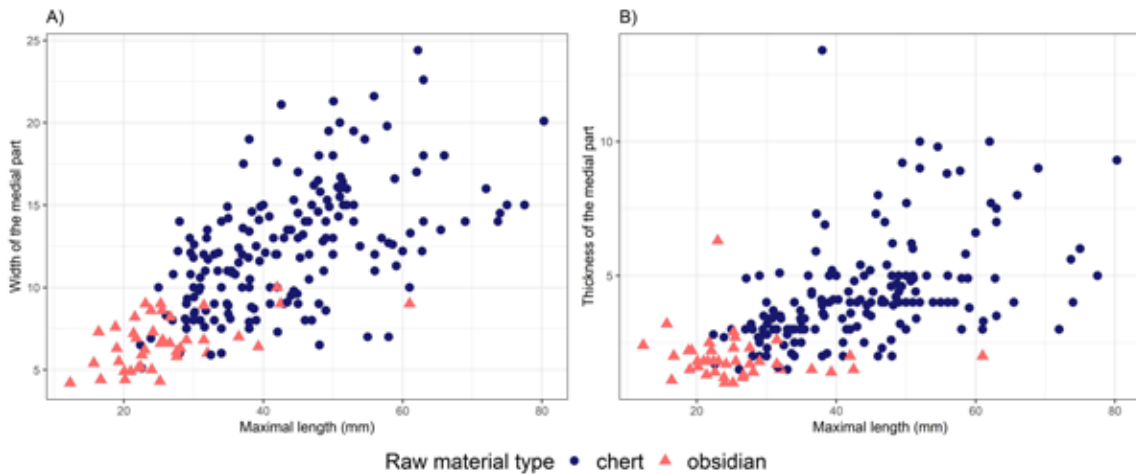 A)
25
20
15
10
5
Width of the medial part
20
40
60
80
Maximal length (mm)
B)
10
5
Thickness of the medial part
20
40
60
80
Maximal length (mm)
Raw material type chert obsidian